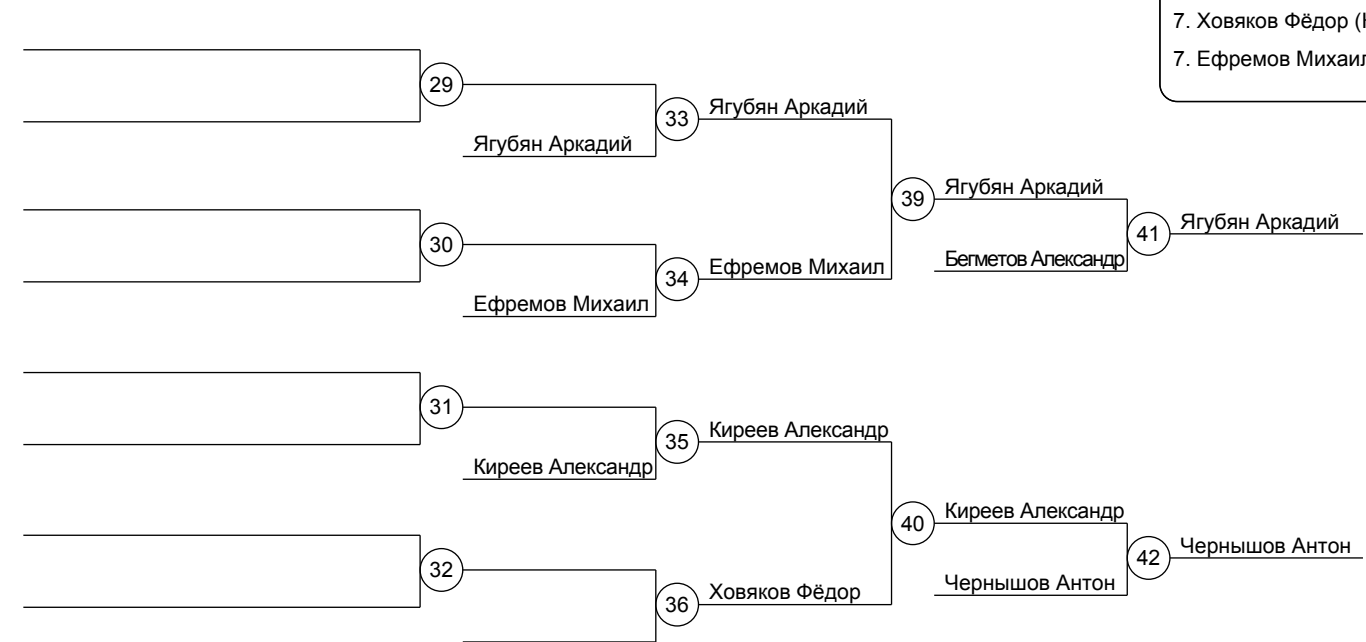 7. Ховяков Фёдор (
7. Ефремов Михаил
29
33
Ягубян Аркадий
Ягубян Аркадий
39
Ягубян Аркадий
41
Ягубян Аркадий
30
34
Ефремов Михаил
Бегметов Александр
Ефремов Михаил
31
35
Киреев Александр
Киреев Александр
40
Киреев Александр
42
Чернышов Антон
32
36
Ховяков Фёдор
Чернышов Антон